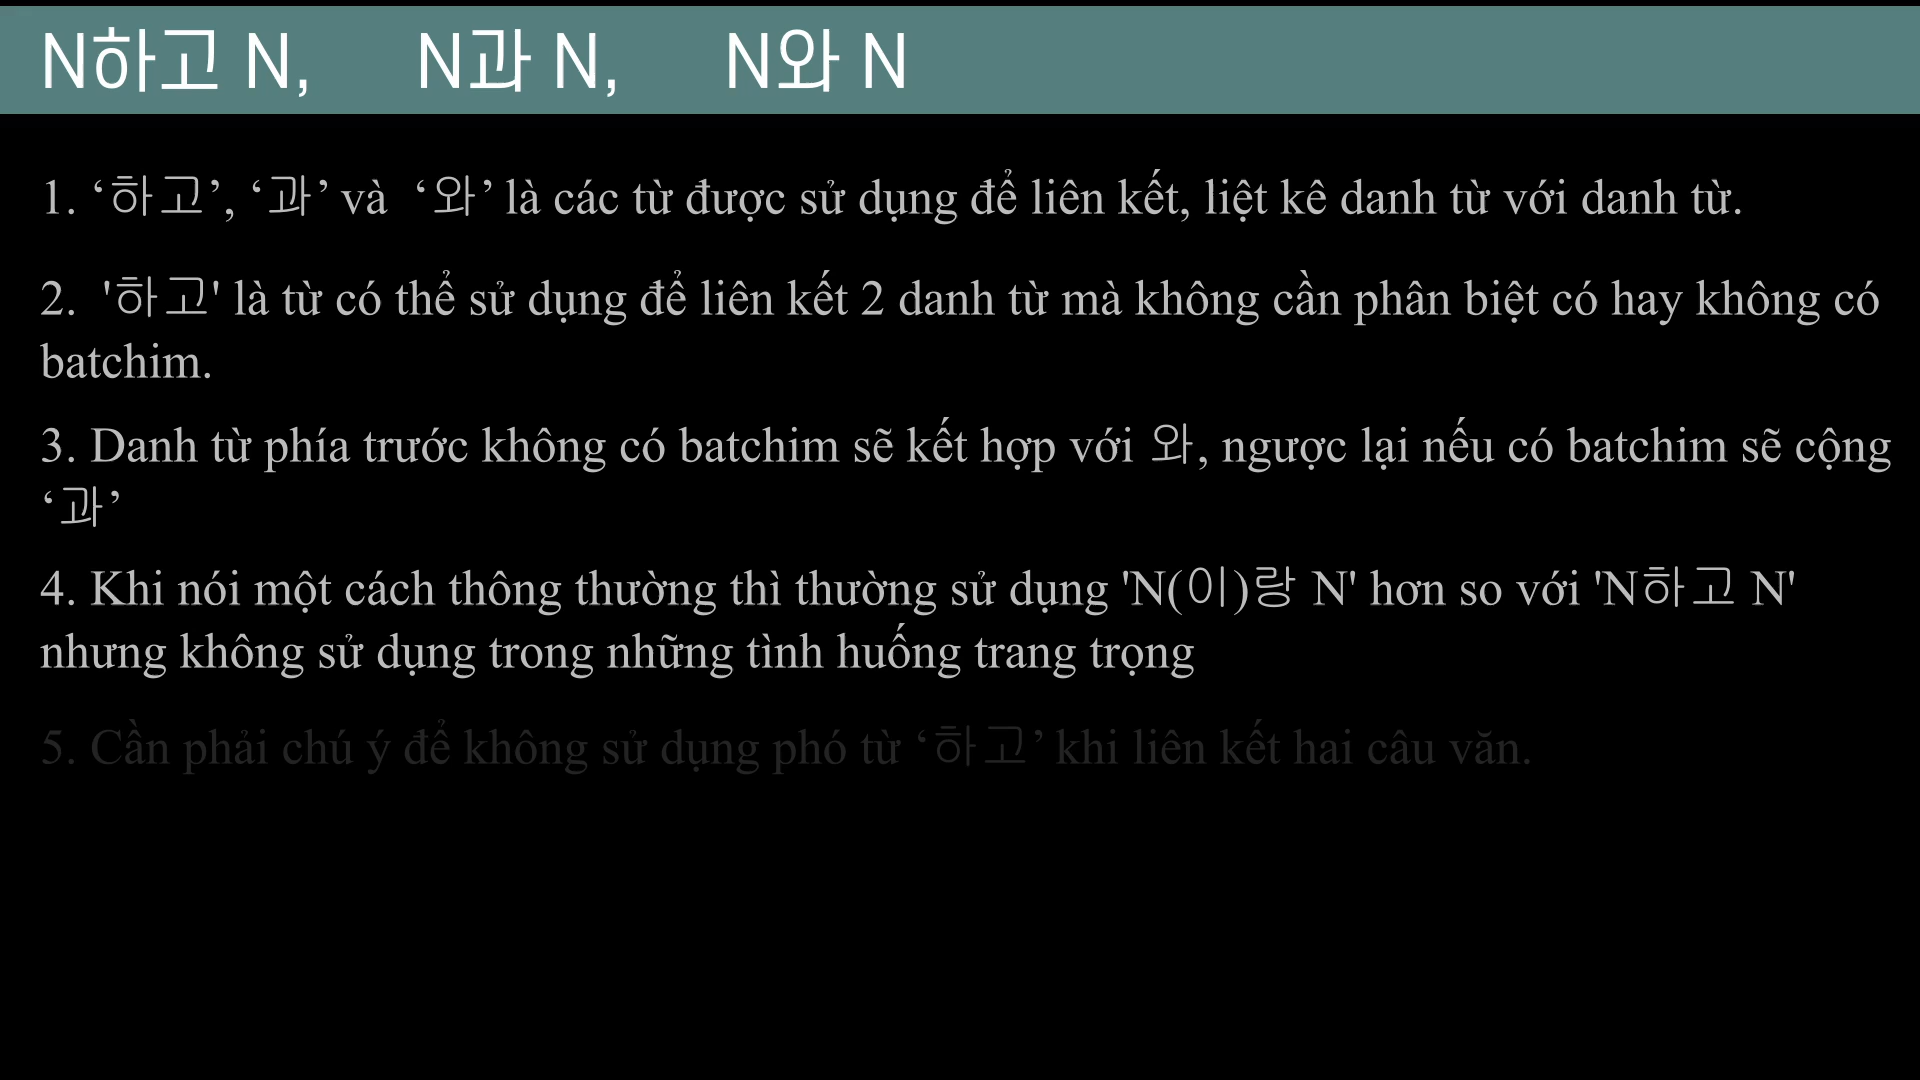 N하고 N, N과 N, N와 N
1. ‘하고’, ‘과’ và ‘와’ là các từ được sử dụng để liên kết, liệt kê danh từ với danh từ.
2. '하고' là từ có thể sử dụng để liên kết 2 danh từ mà không cần phân biệt có hay không có
batchim.
3. Danh từ phía trước không có batchim sẽ kết hợp với 와, ngược lại nếu có batchim sẽ cộng
‘과’
4. Khi nói một cách thông thường thì thường sử dụng 'N(이)랑 N' hơn so với 'N하고 N'
nhưng không sử dụng trong những tình huống trang trọng
5. Cần phải chú ý để không sử dụng phó từ ‘하고’ khi liên kết hai câu văn.